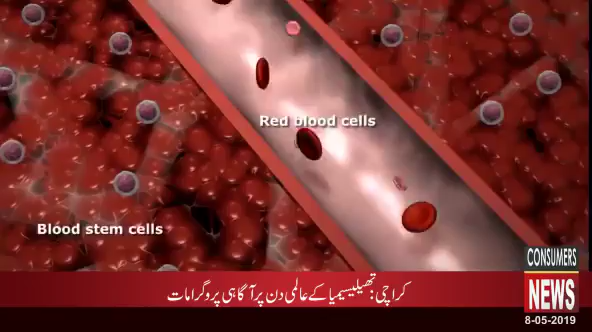 Red blood cells
Blood stem cells
کراچی: تھیلیسیمیا کے عالمی دن پر آگاہی پروگرامات
CONSUMERS
NEWS
8-05-2019